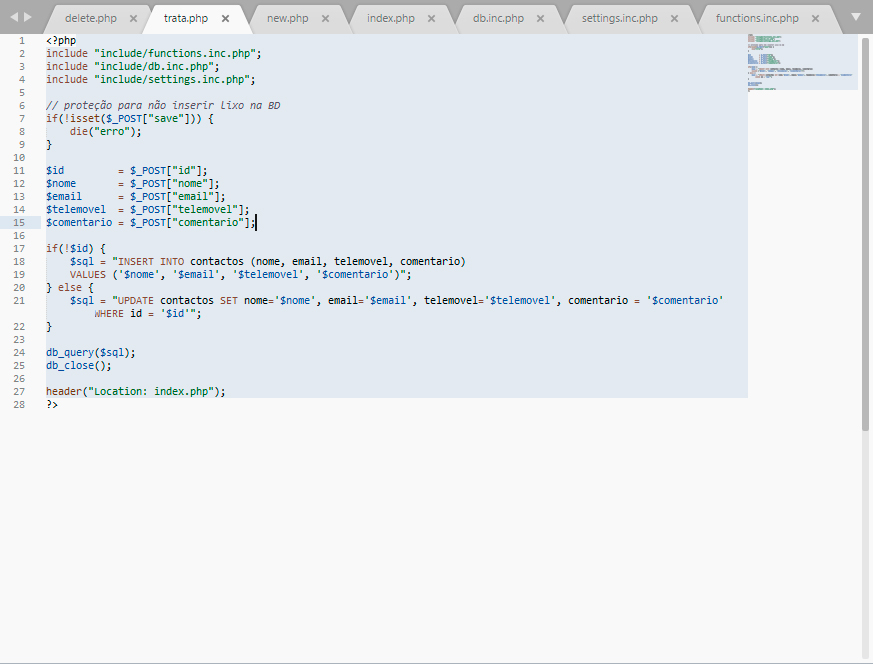 delete.php trata.php new.php index.php db.inc.php settings.inc.php functions.inc.php
1 <?php
2 include "include/functions.inc.php";
3 include "include/db.inc.php";
4 include "include/settings.inc.php";
5
6 // proteção para não inserir lixo na BD
7 if(!isset($_POST["save"])) {
8     die("erro");
9 }
10
11 $id         = $_POST["id"];
12 $nome       = $_POST["nome"];
13 $email      = $_POST["email"];
14 $telemovel  = $_POST["telemovel"];
15 $comentario = $_POST["comentario"];
16
17 if(!$id) {
18     $sql = "INSERT INTO contactos (nome, email, telemovel, comentario)
19     VALUES ('$nome', '$email', '$telemovel', '$comentario')";
20 } else {
21     $sql = "UPDATE contactos SET nome='$nome', email='$email', telemovel='$telemovel', comentario = '$comentario'
        WHERE id = '$id'";
22 }
23
24 db_query($sql);
25 db_close();
26
27 header("Location: index.php");
28 ?>